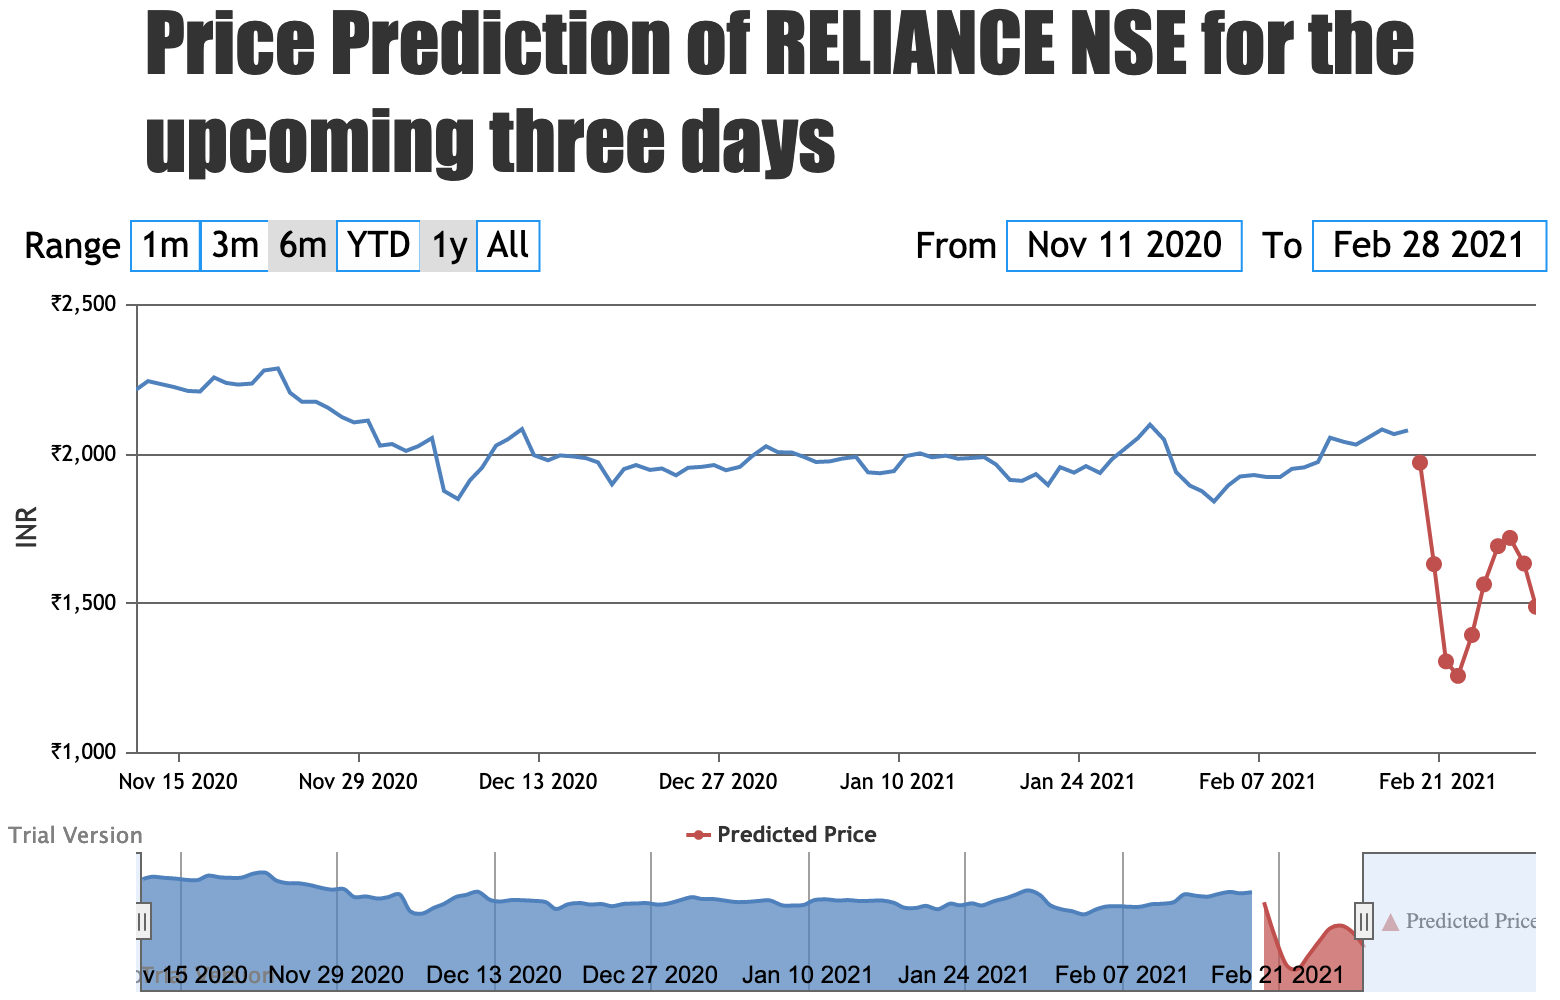 Price Prediction of RELIANCE NSE for the
upcoming three days
Range 1m 3m 6m YTD 1y All From Nov 11 2020 To Feb 28 2021
₹2,500
₹2,000
INR
₹1,500
₹1,000
Nov 15 2020 Nov 29 2020 Dec 13 2020 Dec 27 2020 Jan 10 2021 Jan 24 2021 Feb 07 2021 Feb 21 2021
Trial Version Predicted Price
Predicted Price
Trial Version
v 15 2020 Nov 29 2020 Dec 13 2020 Dec 27 2020 Jan 10 2021 Jan 24 2021 Feb 07 2021 Feb 21 2021